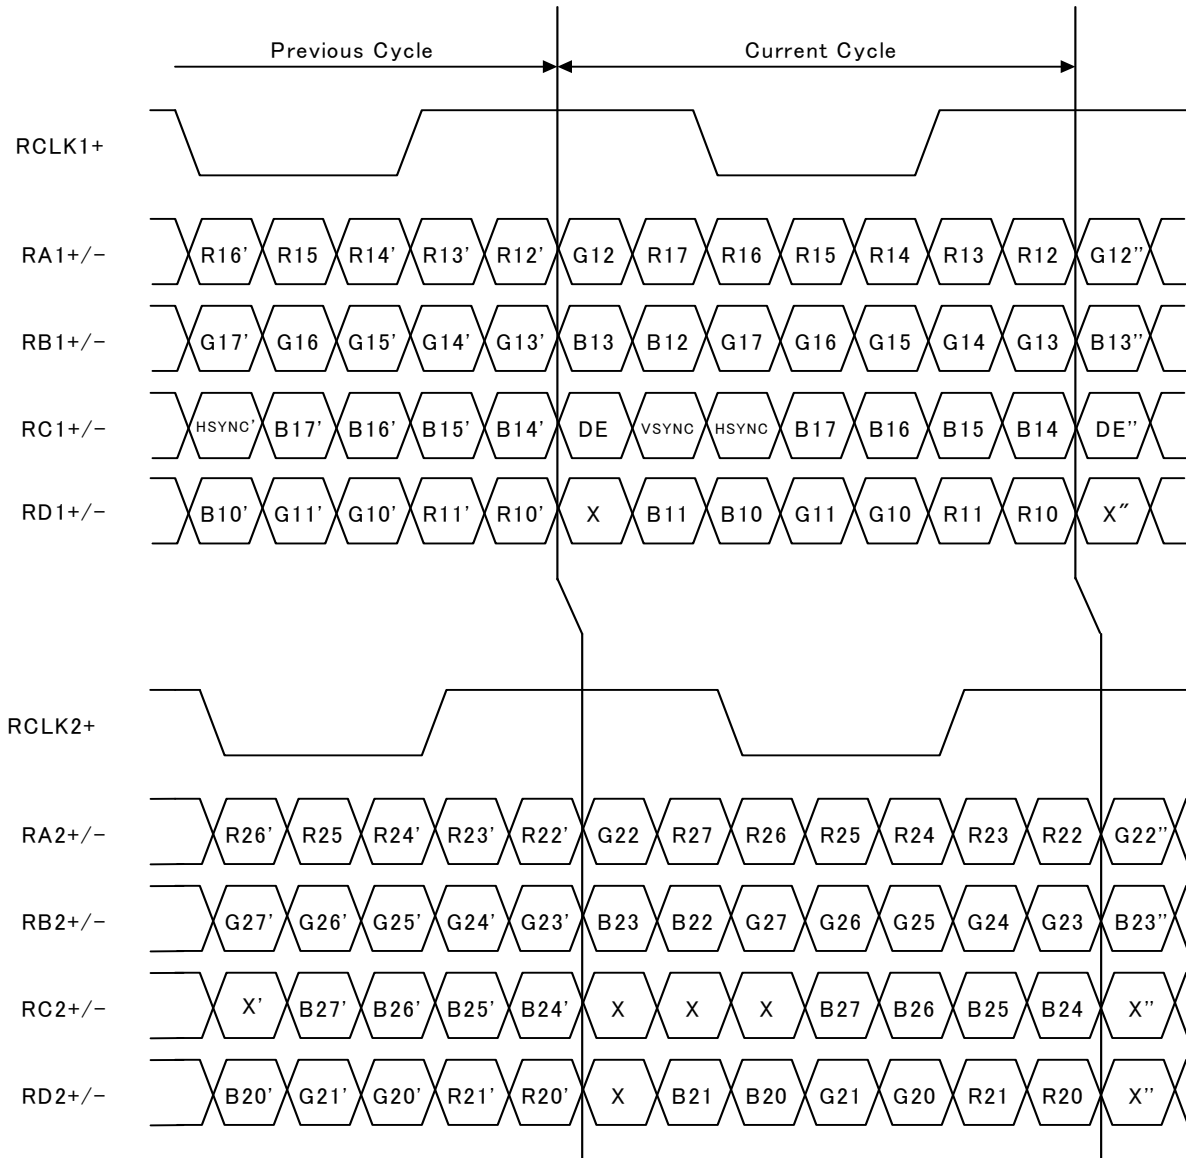 Previous Cycle Current Cycle
RCLK1+
RA1+/- R16' R15 R14' R13' R12' G12 R17 R16 R15 R14 R13 R12 G12''
RB1+/- G17' G16 G15' G14' G13' B13 B12 G17 G16 G15 G14 G13 B13''
RC1+/- HSYNC' B17' B16' B15' B14' DE VSYNC HSYNC B17 B16 B15 B14 DE''
RD1+/- B10' G11' G10' R11' R10' X B11 B10 G11 G10 R11 R10 X″
RCLK2+
RA2+/- R26' R25 R24' R23' R22' G22 R27 R26 R25 R24 R23 R22 G22''
RB2+/- G27' G26' G25' G24' G23' B23 B22 G27 G26 G25 G24 G23 B23''
RC2+/- X' B27' B26' B25' B24' X X X B27 B26 B25 B24 X''
RD2+/- B20' G21' G20' R21' R20' X B21 B20 G21 G20 R21 R20 X''